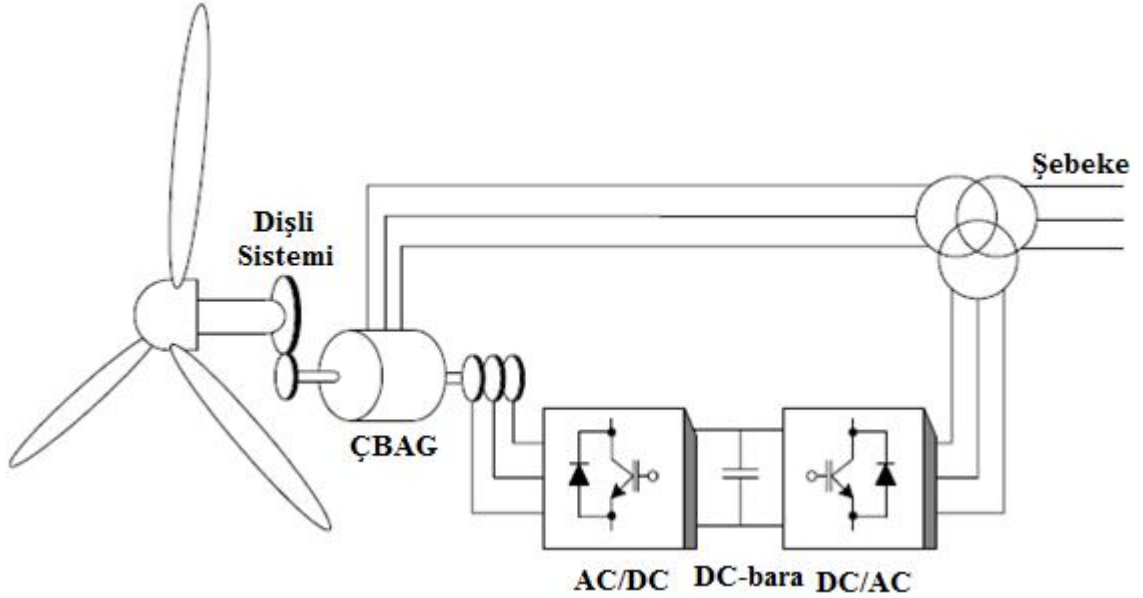 Şebeke
Dişli
Sistemi
ÇBAG
AC/DC
DC-bara
DC/AC